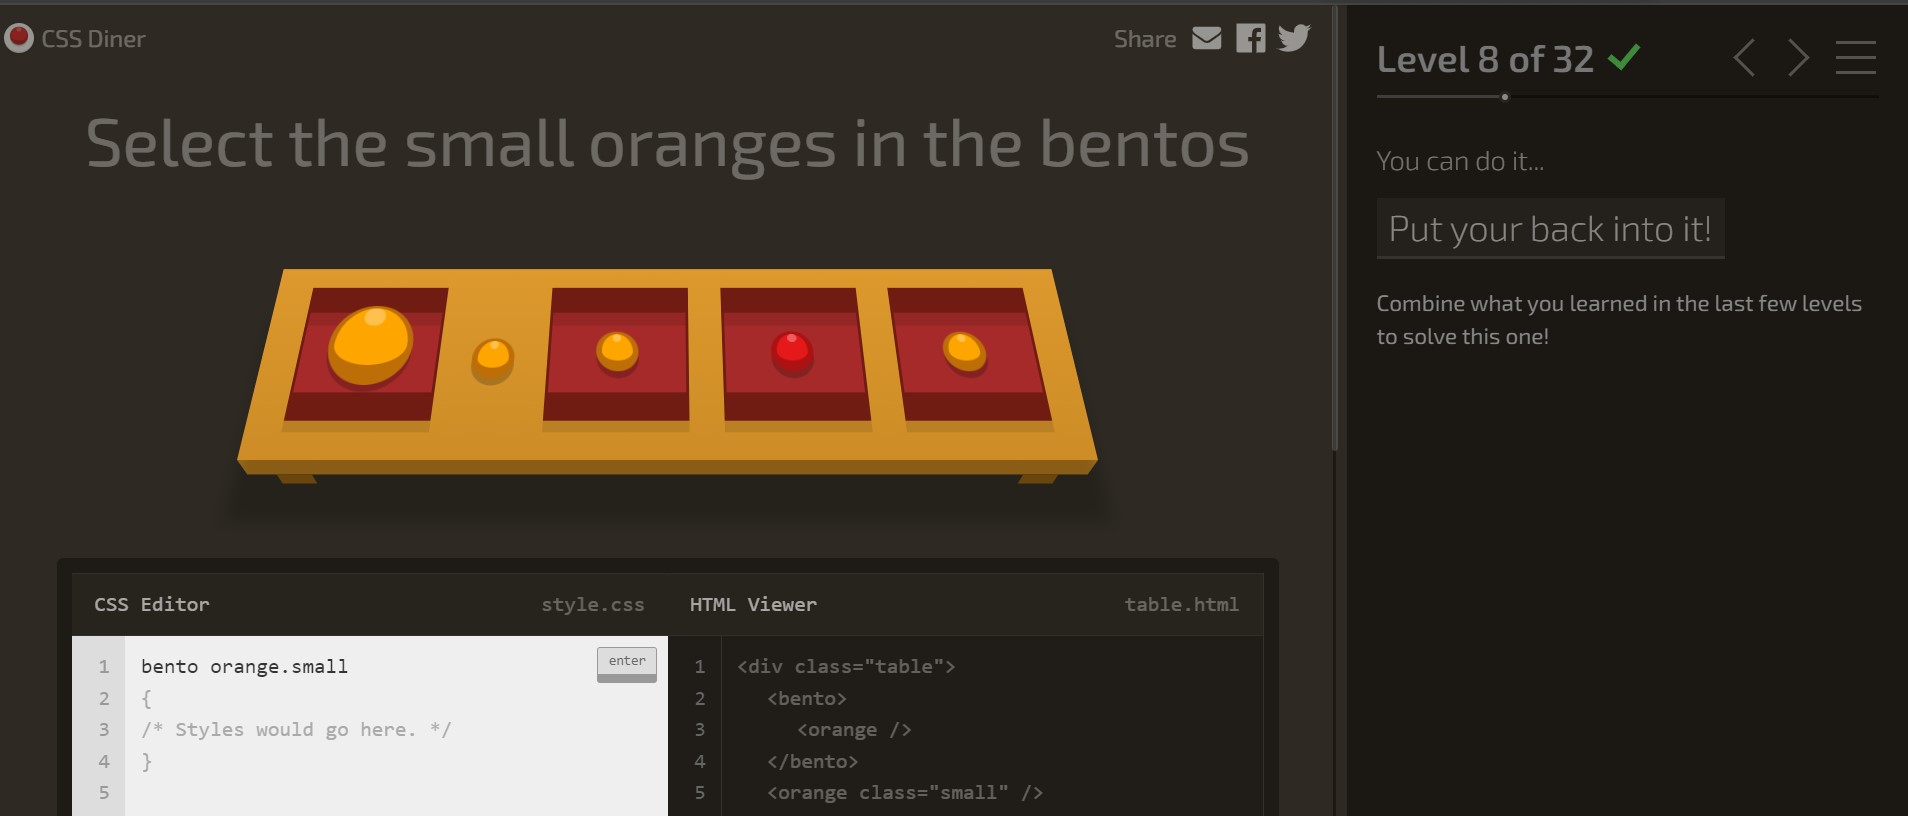 CSS Diner
Share
Select the small oranges in the bentos
CSS Editor
style.css
1 bento orange.small
enter
2 {
3 /* Styles would go here. */
4 }
5
HTML Viewer
table.html
1 <div class="table">
2 <bento>
3 <orange />
4 </bento>
5 <orange class="small" />
Level 8 of 32
You can do it...
Put your back into it!
Combine what you learned in the last few levels
to solve this one!